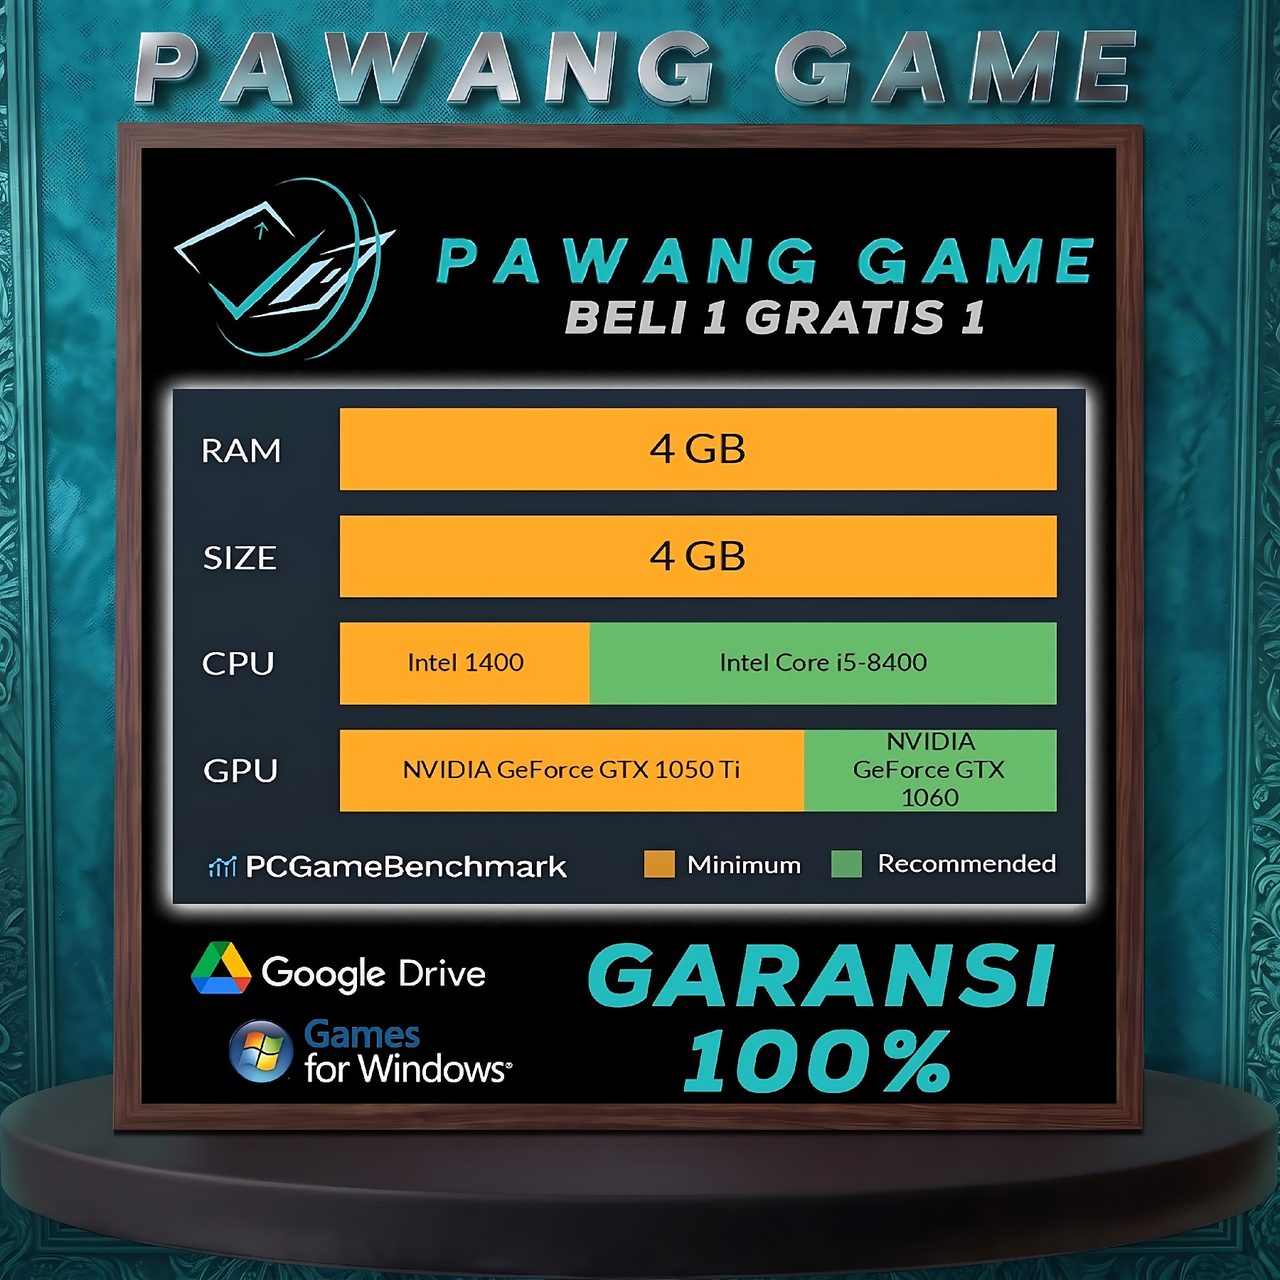 PAWANG GAME
PAWANG GAME
BELI 1 GRATIS 1
RAM 4 GB
SIZE 4 GB
CPU Intel 1400 Intel Core i5-8400
GPU NVIDIA GeForce GTX 1050 Ti NVIDIA
GeForce GTX
1060
PCGameBenchmark Minimum Recommended
Google Drive
Games
for Windows®
GARANSI
100%